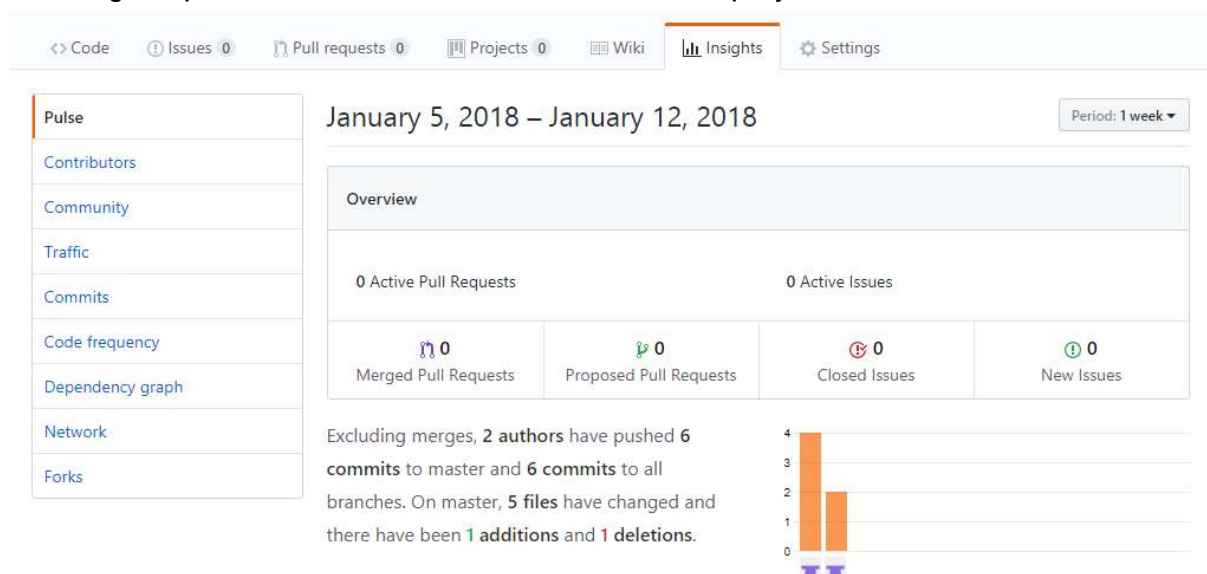 Code Issues 0 Pull requests 0 Projects 0 Wiki Insights Settings
Pulse
Contributors
Community
Traffic
Commits
Code frequency
Dependency graph
Network
Forks
January 5, 2018 – January 12, 2018
Period: 1 week
Overview
0 Active Pull Requests
0 Active Issues
0
Merged Pull Requests
0
Proposed Pull Requests
0
Closed Issues
0
New Issues
Excluding merges, 2 authors have pushed 6
commits to master and 6 commits to all
branches. On master, 5 files have changed and
there have been 1 additions and 1 deletions.
4
3
2
1
0